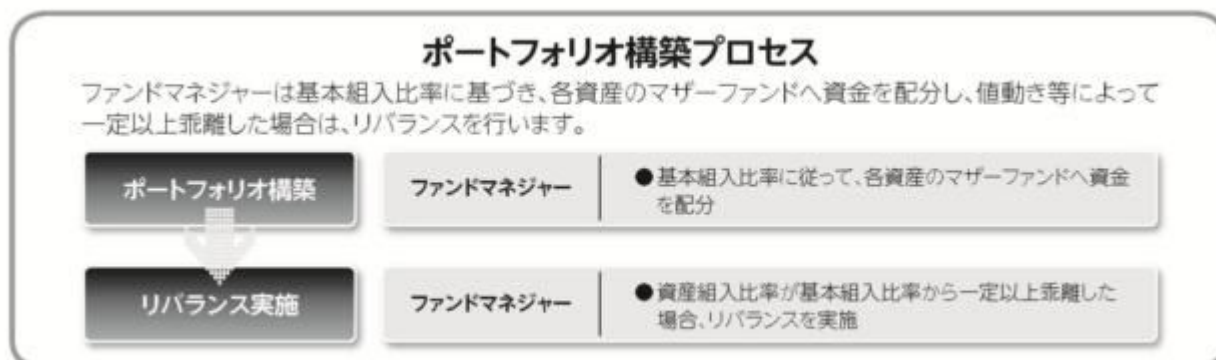 ポートフォリオ構築プロセス
ファンドマネジャーは基本組入比率に基づき、各資産のマザーファンドへ資金を配分し、値動き等によって
一定以上乖離した場合は、リバランスを行います。
ポートフォリオ構築
ファンドマネジャー
●基本組入比率に従って、各資産のマザーファンドへ資金
を配分
リバランス実施
ファンドマネジャー
●資産組入比率が基本組入比率から一定以上乖離した
場合、リバランスを実施